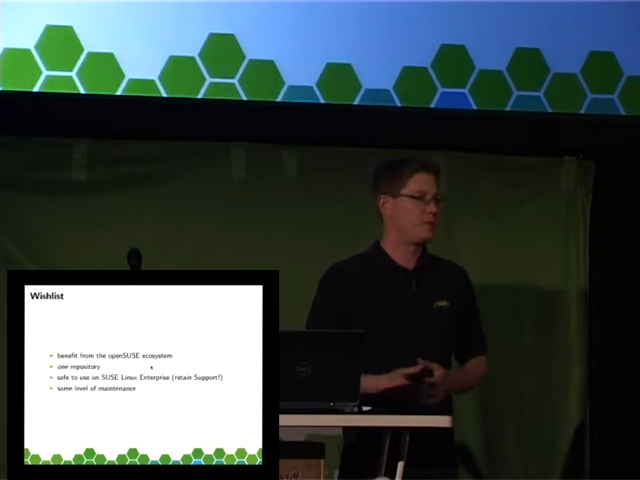 Wishlist
benefit from the openSUSE ecosystem
one repository
safe to use on SUSE Linux Enterprise (retain Support!)
some level of maintenance
DELL